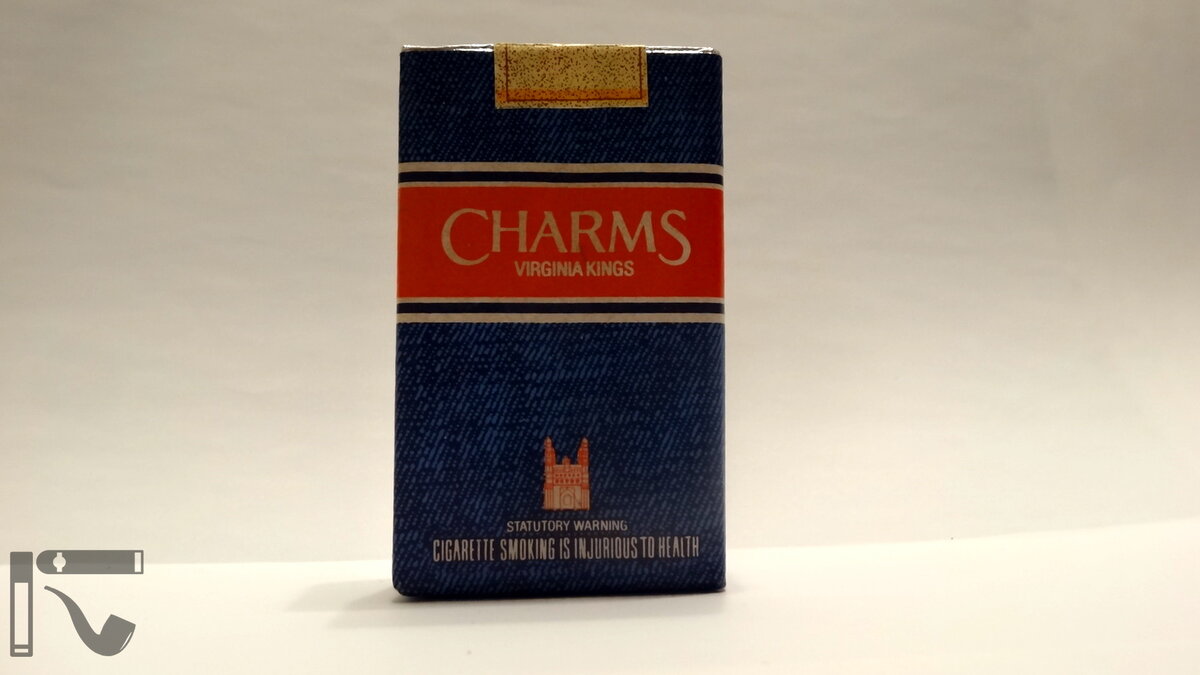 CHARMS
VIRGINIA KINGS
STATUTORY WARNING
CIGARETTE SMOKING IS INJURIOUS TO HEALTH